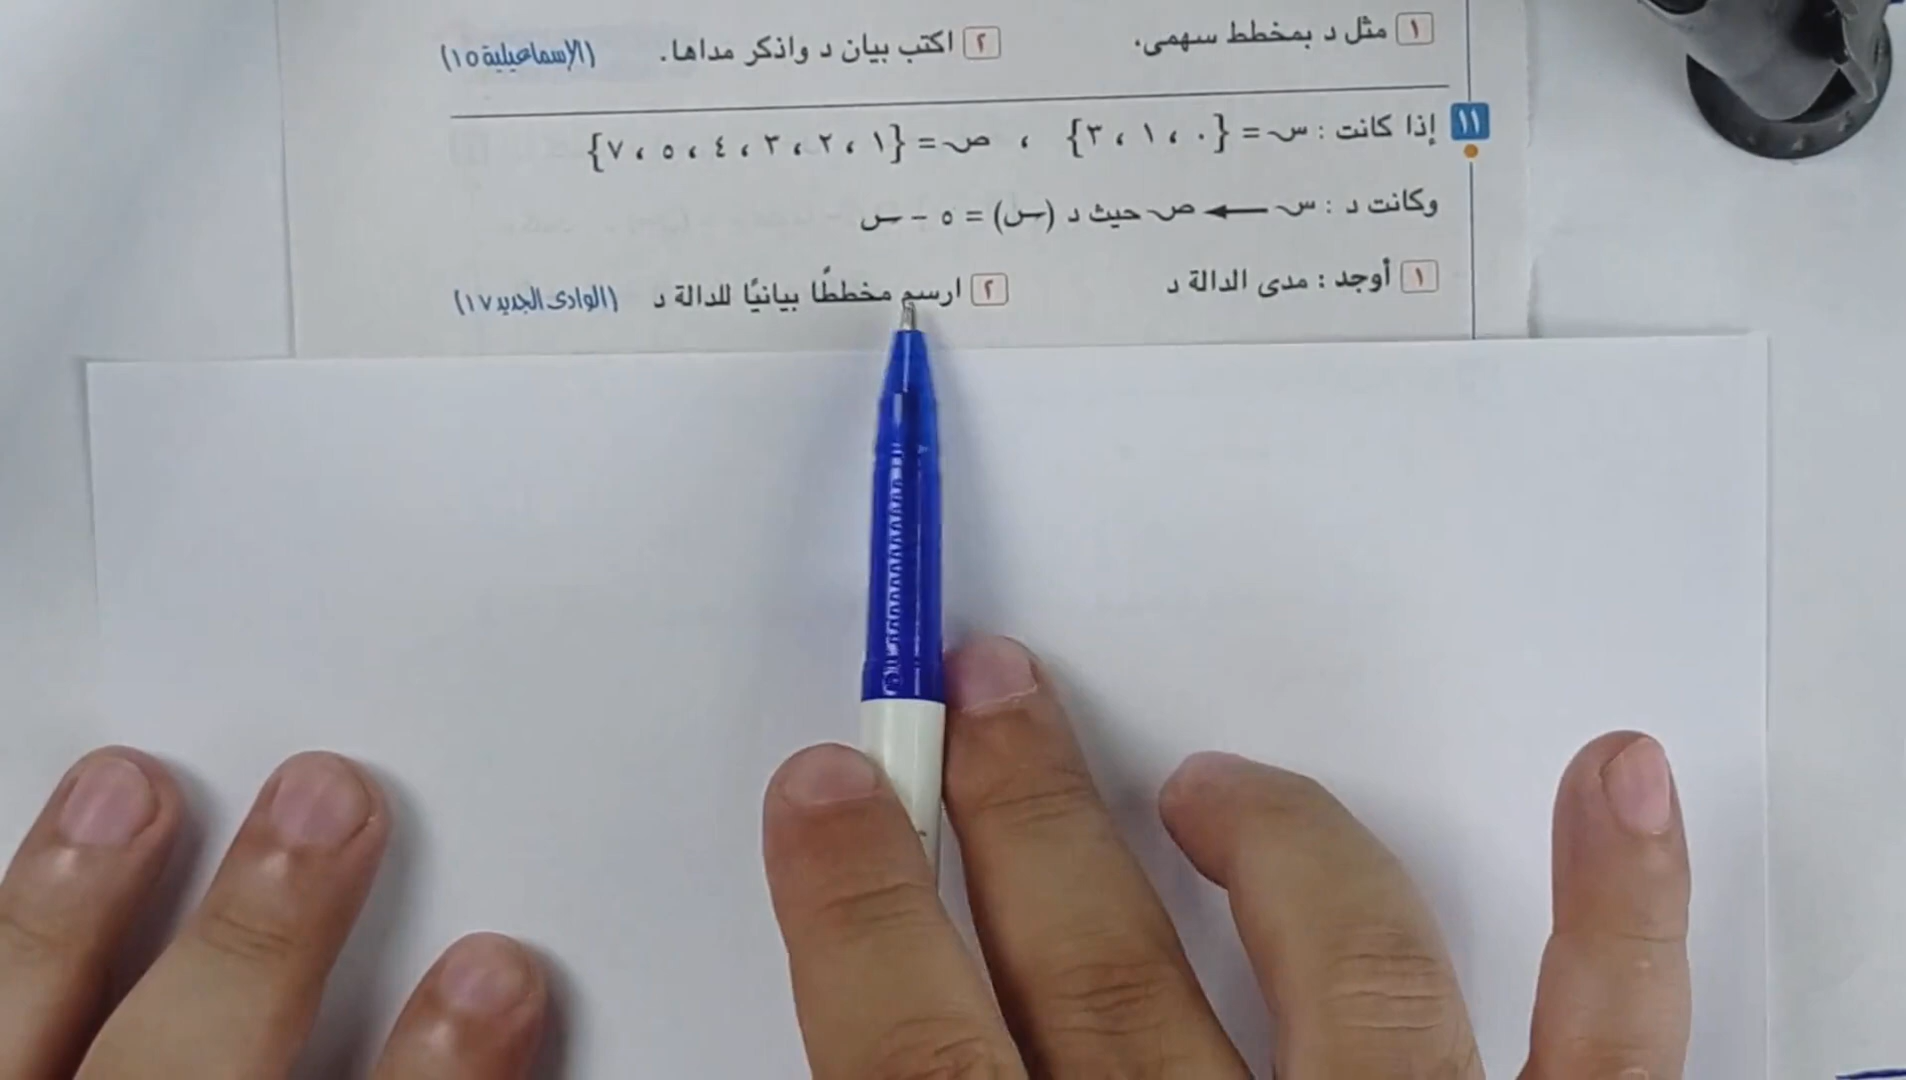 ١ مثل د بمخطط سهمى. ٢ اكتب بيان د واذكر مداها. (الإسماعيلية ١٥)
١١ إذا كانت : س = {٠ ، ١ ، ٣} ، ص = {١ ، ٢ ، ٣ ، ٤ ، ٥ ، ٧}
وكانت د : س ← ص حيث د (س) = ٥ - س
١ أوجد : مدى الدالة د ٢ ارسم مخططًا بيانيًا للدالة د (الوادى الجديد ١٧)